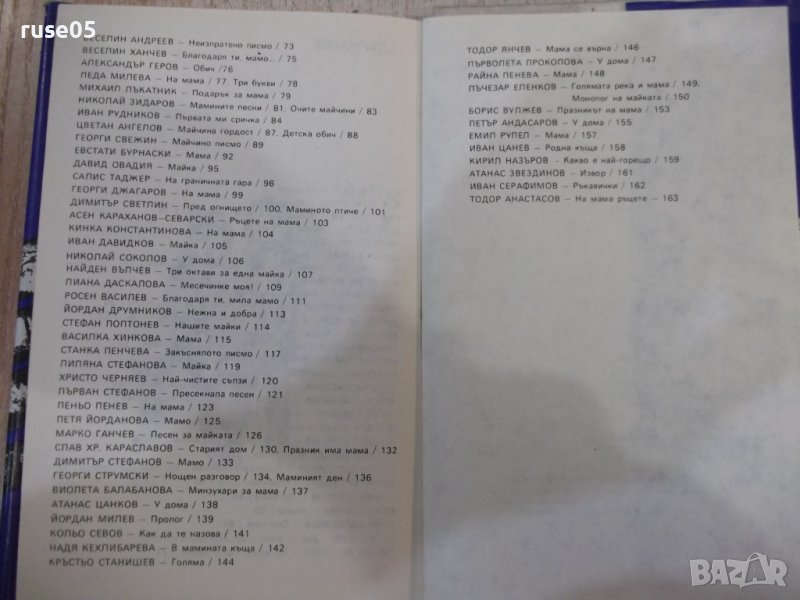 ruse05
ВЕСЕЛИН АНДРЕЕВ – Неизпратено писмо / 73
ВЕСЕЛИН ХАНЧЕВ – Благодаря ти, мамо... / 75
АЛЕКСАНДЪР ГЕРОВ – Обич /76
ЛЕДА МИЛЕВА – На мама / 77. Три букви / 78
МИХАИЛ ЛЪКАТНИК – Подарък за мама / 79
НИКОЛАЙ ЗИДАРОВ – Мамините песни / 81. Очите майчини / 83
ИВАН РУДНИКОВ – Първата ми сричка / 84
ЦВЕТАН АНГЕЛОВ – Майчина гордост / 87. Детска обич / 88
ГЕОРГИ СВЕЖИН – Майчино писмо / 89
ЕВСТАТИ БУРНАСКИ – Мама / 92
ДАВИД ОВАДИЯ – Майка / 95
САЛИС ТАДЖЕР – На граничната гара / 96
ГЕОРГИ ДЖАГАРОВ – На мама / 99
ДИМИТЪР СВЕТЛИН – Пред огнището / 100. Маминото птиче / 101
АСЕН КАРАХАНОВ–СЕВАРСКИ – Ръцете на мама / 103
КИНКА КОНСТАНТИНОВА – На мама / 104
ИВАН ДАВИДКОВ – Майка / 105
НИКОЛАЙ СОКОЛОВ – У дома / 106
НАЙДЕН ВЪЛЧЕВ – Три октави за една майка / 107
ЛИАНА ДАСКАЛОВА – Месечинке моя! / 109
РОСЕН ВАСИЛЕВ – Благодаря ти, мила мамо / 111
ЙОРДАН ДРУМНИКОВ – Нежна и добра / 113
СТЕФАН ПОПТОНЕВ – Нашите майки / 114
ВАСИЛКА ХИНКОВА – Мама / 115
СТАНКА ПЕНЧЕВА – Закъснялото писмо / 117
ЛИЛЯНА СТЕФАНОВА – Майка / 119
ХРИСТО ЧЕРНЯЕВ – Най-чистите сълзи / 120
ПЪРВАН СТЕФАНОВ – Пресекнала песен / 121
ПЕНЬО ПЕНЕВ – На мама / 123
ПЕТЯ ЙОРДАНОВА – Мамо / 125
МАРКО ГАНЧЕВ – Песен за майката / 126
СЛАВ ХР. КАРАСЛАВОВ – Старият дом / 130. Празник има мама / 132
ДИМИТЪР СТЕФАНОВ – Мамо / 133
ГЕОРГИ СТРУМСКИ – Нощен разговор / 134. Маминият ден / 136
ВИОЛЕТА БАЛАБАНОВА – Минзухари за мама / 137
АТАНАС ЦАНКОВ – У дома / 138
ЙОРДАН МИЛЕВ – Пролог / 139
КОЛЬО СЕВОВ – Как да те назова / 141
НАДЯ КЕХЛИБАРЕВА – В мамината къща / 142
КРЪСТЬО СТАНИШЕВ – Голяма / 144
ТОДОР ЯНЧЕВ – Мама се върна / 146
ПЪРВОЛЕТА ПРОКОПОВА – У дома / 147
РАЙНА ПЕНЕВА – Мама / 148
ЛЪЧЕЗАР ЕЛЕНКОВ – Голямата река и мама / 149.
Монолог на майката / 150
БОРИС ВУЛЖЕВ – Празникът на мама / 153
ПЕТЪР АНДАСАРОВ – У дома / 155
ЕМИЛ РУПЕЛ – Мама / 157
ИВАН ЦАНЕВ – Родна къща / 158
КИРИЛ НАЗЪРОВ – Какво е най-горещо / 159
АТАНАС ЗВЕЗДИНОВ – Извор / 161
ИВАН СЕРАФИМОВ – Ръкавички / 162
ТОДОР АНАСТАСОВ – На мама ръцете – 163
BAZAR